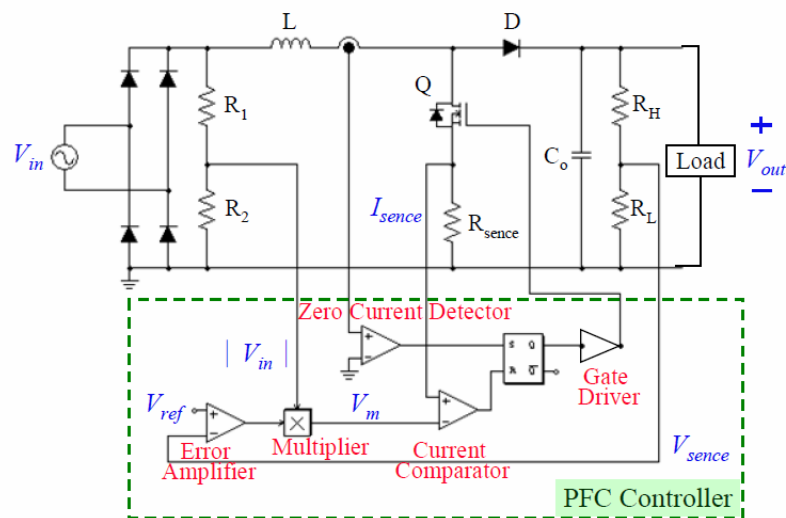 L
D
Q
R1
RH
Vin
Co
Load
+
Vout
−
R2
Isence
Rsence
RL
Zero Current Detector
| Vin |
+
−
S Q
R Q̅
Gate
Driver
Vref
+
−
×
Vm
+
−
Error
Amplifier
Multiplier
Current
Comparator
Vsence
PFC Controller